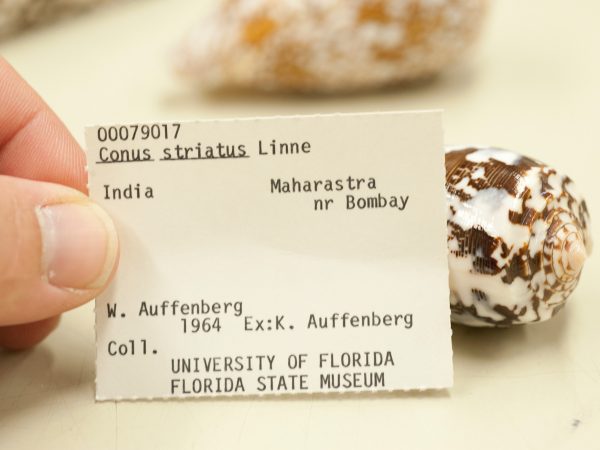 00079017
Conus striatus Linne
India Maharastra
nr Bombay
W. Auffenberg
1964 Ex:K. Auffenberg
Coll.
UNIVERSITY OF FLORIDA
FLORIDA STATE MUSEUM